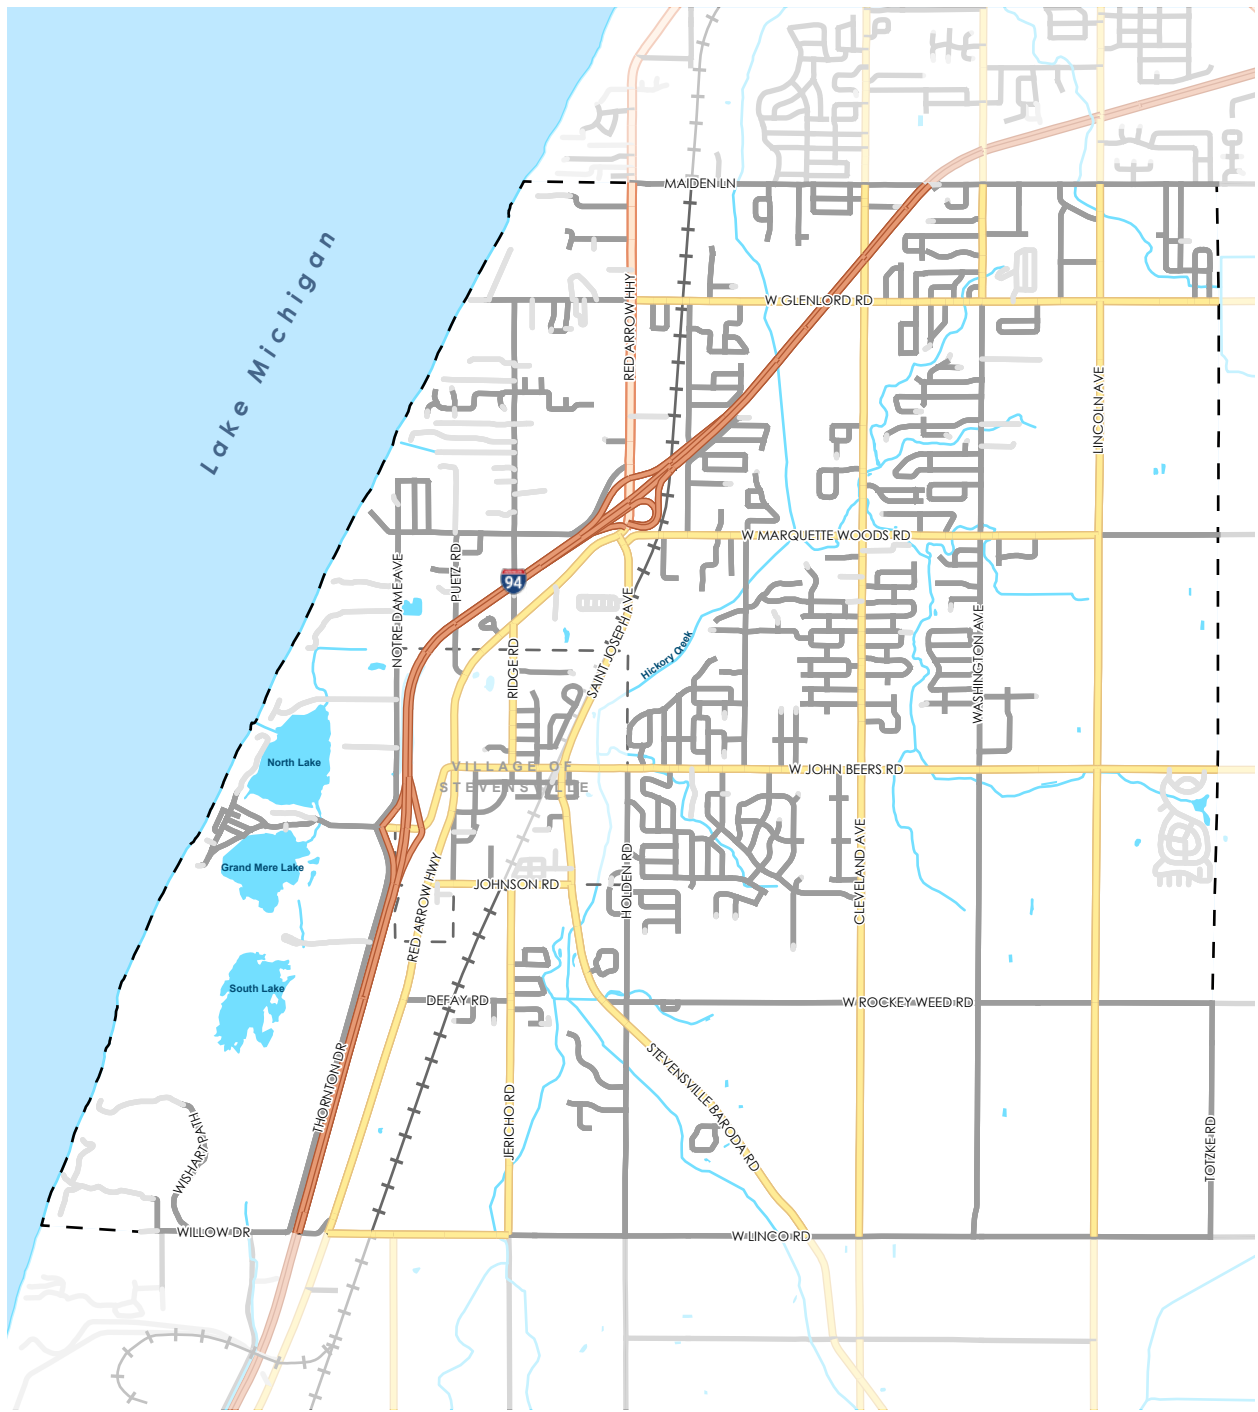 MAIDEN LN
Lake Michigan
RED ARROW HHY
W GLENLORD RD
LINCOLN AVE
W MARQUETTE WOODS RD
NOTRE DAME AVE
PUETZ RD
94
SAINT JOSEPH AVE
RIDGE RD
Hickory Creek
WASHINGTON AVE
North Lake
VILLAGE OF
STEVENSVILLE
W JOHN BEERS RD
Grand Mere Lake
RED ARROW HWY
JOHNSON RD
HOLDEN RD
CLEVELAND AVE
South Lake
DEFAY RD
W ROCKEY WEED RD
THORNTON DR
STEVENSVILLE BARODA RD
JERICHO RD
WISHART PATH
TOTZKE RD
WILLOW DR
W LINCO RD